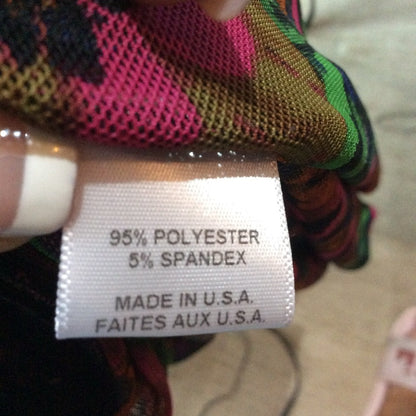 95% POLYESTER
5% SPANDEX
MADE IN U.S.A.
FAITES AUX U.S.A.